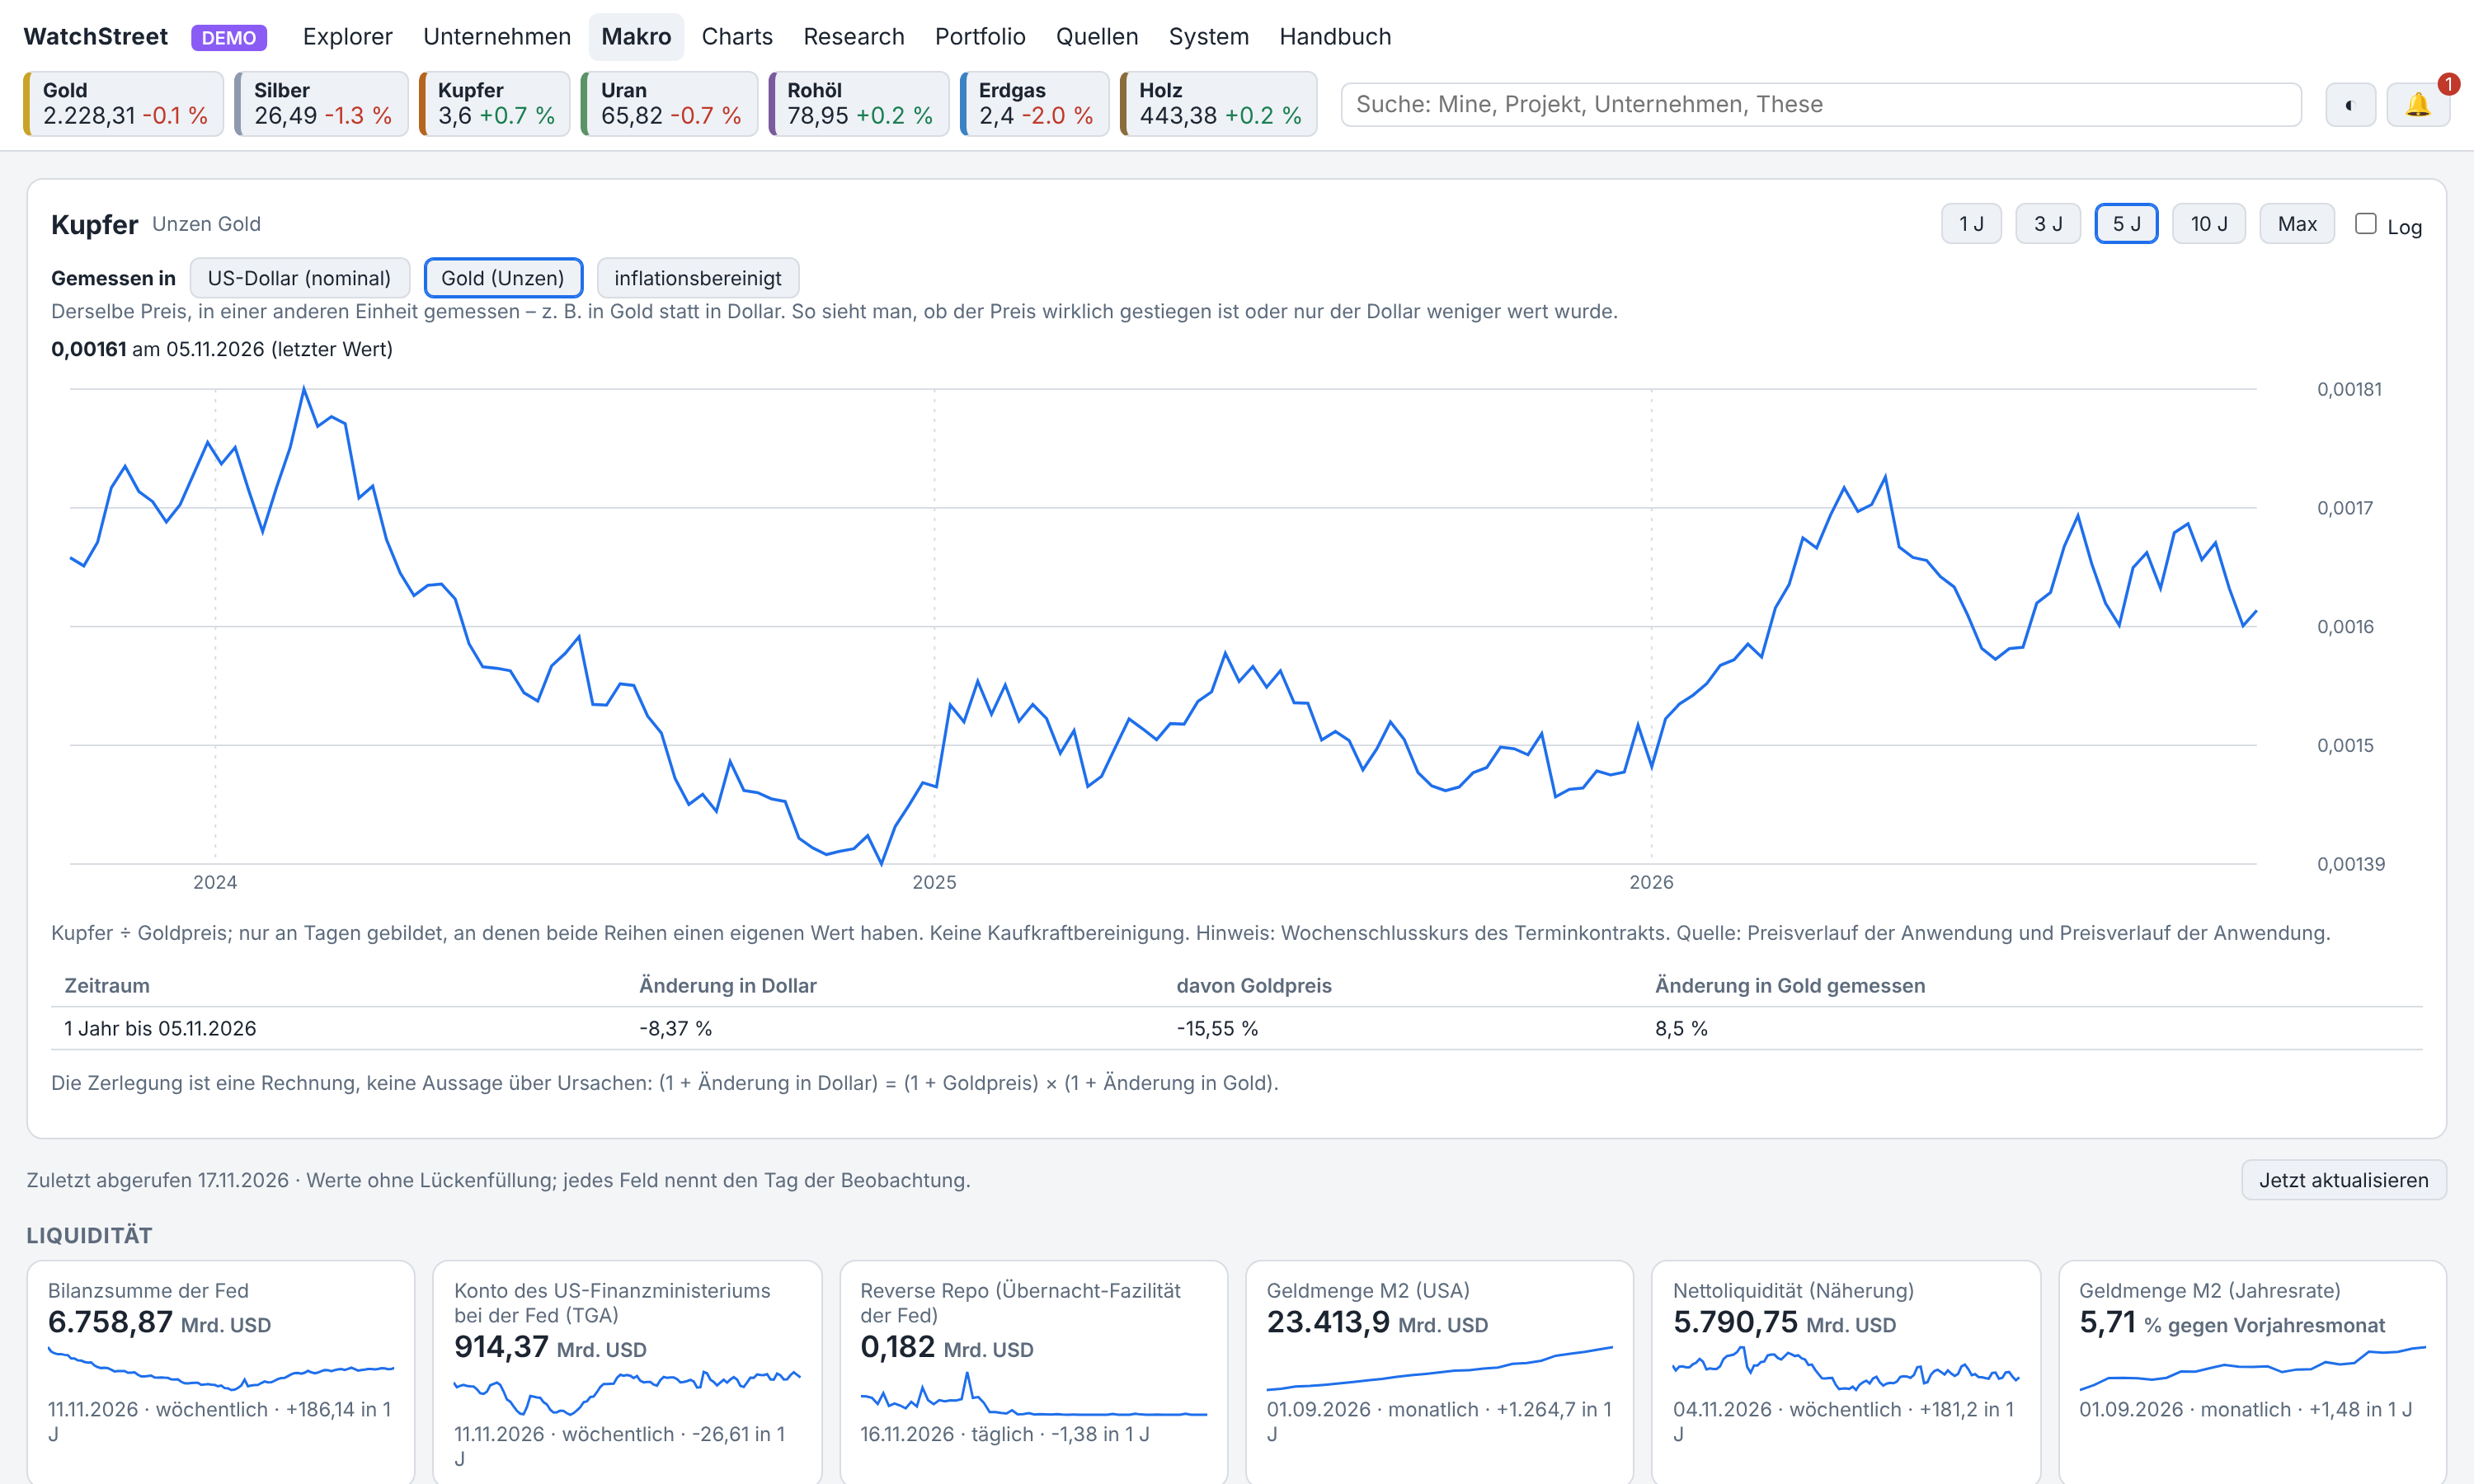 WatchStreet DEMO Explorer Unternehmen Makro Charts Research Portfolio Quellen System Handbuch
Gold Silber Kupfer Uran Rohöl Erdgas Holz
2.228,31 -0.1 % 26,49 -1.3 % 3,6 +0.7 % 65,82 -0.7 % 78,95 +0.2 % 2,4 -2.0 % 443,38 +0.2 %
Suche: Mine, Projekt, Unternehmen, These
1
Kupfer Unzen Gold
1 J 3 J 5 J 10 J Max Log
Gemessen in US-Dollar (nominal) Gold (Unzen) inflationsbereinigt
Derselbe Preis, in einer anderen Einheit gemessen – z. B. in Gold statt in Dollar. So sieht man, ob der Preis wirklich gestiegen ist oder nur der Dollar weniger wert wurde.
0,00161 am 05.11.2026 (letzter Wert)
0,00181
0,0017
0,0016
0,0015
0,00139
2024 2025 2026
Kupfer ÷ Goldpreis; nur an Tagen gebildet, an denen beide Reihen einen eigenen Wert haben. Keine Kaufkraftbereinigung. Hinweis: Wochenschlusskurs des Terminkontrakts. Quelle: Preisverlauf der Anwendung und Preisverlauf der Anwendung.
Zeitraum Änderung in Dollar davon Goldpreis Änderung in Gold gemessen
1 Jahr bis 05.11.2026 -8,37 % -15,55 % 8,5 %
Die Zerlegung ist eine Rechnung, keine Aussage über Ursachen: (1 + Änderung in Dollar) = (1 + Goldpreis) × (1 + Änderung in Gold).
Zuletzt abgerufen 17.11.2026 · Werte ohne Lückenfüllung; jedes Feld nennt den Tag der Beobachtung.
Jetzt aktualisieren
LIQUIDITÄT
Bilanzsumme der Fed
6.758,87 Mrd. USD
11.11.2026 · wöchentlich · +186,14 in 1
J
Konto des US-Finanzministeriums
bei der Fed (TGA)
914,37 Mrd. USD
11.11.2026 · wöchentlich · -26,61 in 1
J
Reverse Repo (Übernacht-Fazilität
der Fed)
0,182 Mrd. USD
16.11.2026 · täglich · -1,38 in 1 J
Geldmenge M2 (USA)
23.413,9 Mrd. USD
01.09.2026 · monatlich · +1.264,7 in 1
J
Nettoliquidität (Näherung)
5.790,75 Mrd. USD
04.11.2026 · wöchentlich · +181,2 in 1
J
Geldmenge M2 (Jahresrate)
5,71 % gegen Vorjahresmonat
01.09.2026 · monatlich · +1,48 in 1 J